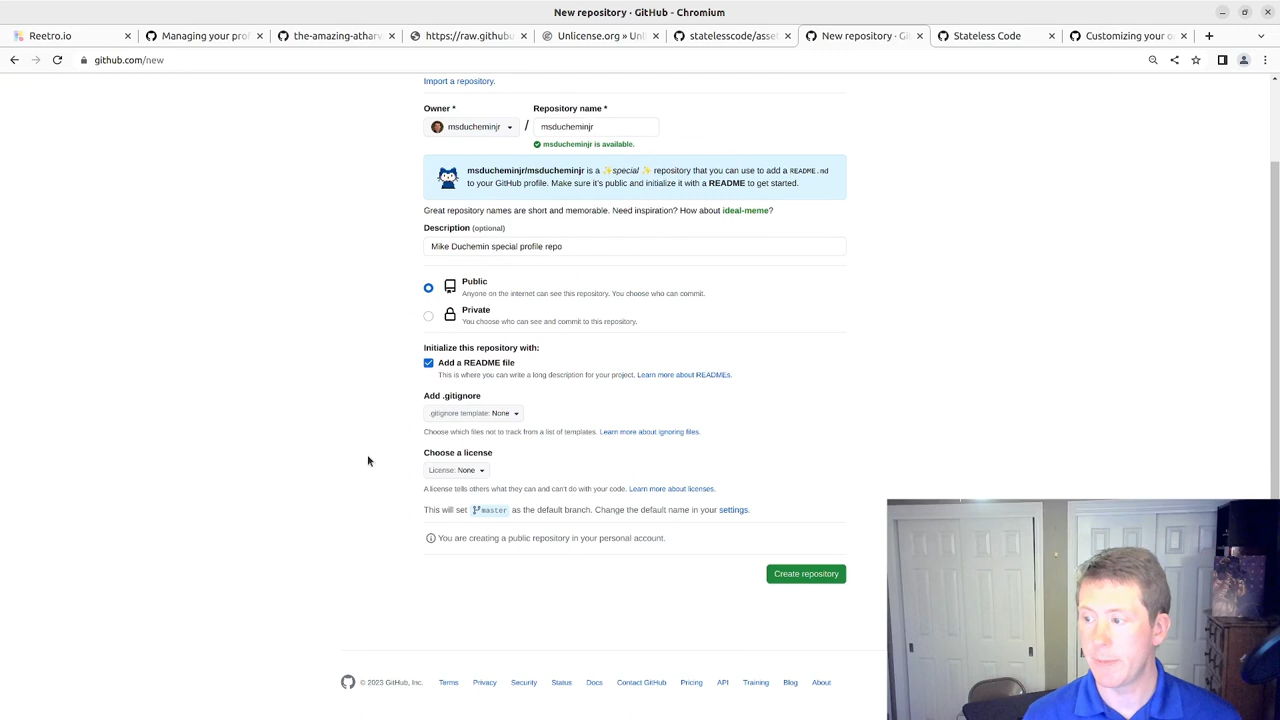 New repository · GitHub - Chromium
Reetro.io
Managing your pro
the-amazing-atharv
https://raw.githubu
Unlicense.org » Unl
statelesscode/asset
New repository · Gi
Stateless Code
Customizing your o
github.com/new
Import a repository.
Owner * Repository name *
msducheminjr / msducheminjr
msducheminjr is available.
msducheminjr/msducheminjr is a ✨special ✨ repository that you can use to add a README.md
to your GitHub profile. Make sure it's public and initialize it with a README to get started.
Great repository names are short and memorable. Need inspiration? How about ideal-meme?
Description (optional)
Mike Duchemin special profile repo
Public
Anyone on the internet can see this repository. You choose who can commit.
Private
You choose who can see and commit to this repository.
Initialize this repository with:
Add a README file
This is where you can write a long description for your project. Learn more about READMEs.
Add .gitignore
.gitignore template: None
Choose which files not to track from a list of templates. Learn more about ignoring files.
Choose a license
License: None
A license tells others what they can and can't do with your code. Learn more about licenses.
This will set master as the default branch. Change the default name in your settings.
You are creating a public repository in your personal account.
Create repository
© 2023 GitHub, Inc. Terms Privacy Security Status Docs Contact GitHub Pricing API Training Blog About